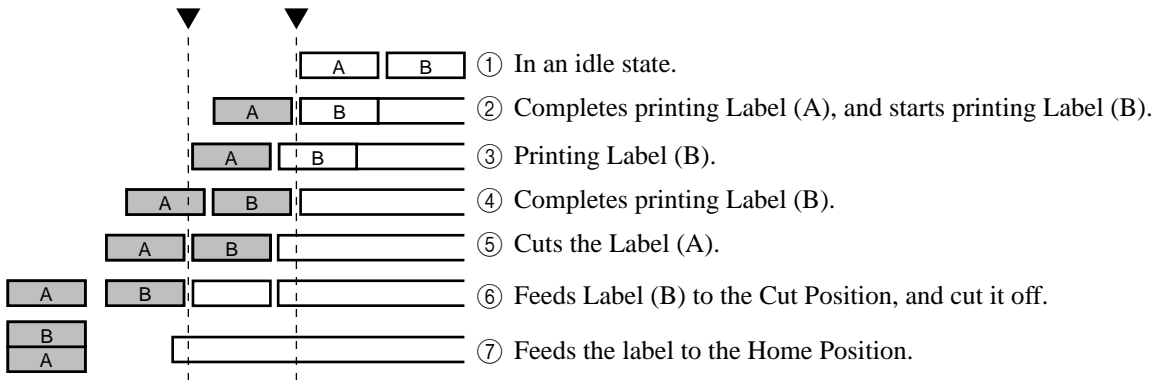 A B ① In an idle state.
A B ② Completes printing Label (A), and starts printing Label (B).
A B ③ Printing Label (B).
A B ④ Completes printing Label (B).
A B ⑤ Cuts the Label (A).
A B ⑥ Feeds Label (B) to the Cut Position, and cut it off.
B
A ⑦ Feeds the label to the Home Position.